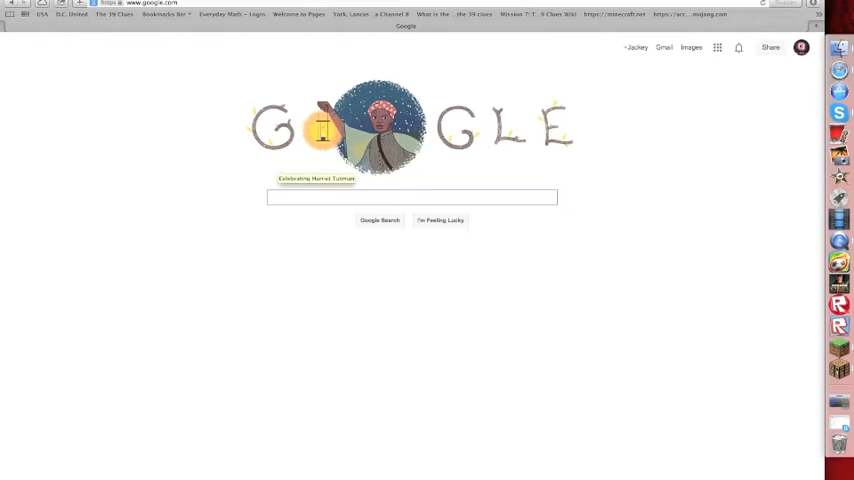 www.google.com
USA D.C. United The 39 Clues Bookmarks Bar Everyday Math – Login Welcome to Pages York, Lancas...a Channel 4 What is the ...the 39 clues Mission 7: T...9 Clues Wiki https://minecraft.net https://acc...mojang.com
Google
+Jackey Gmail Images Share
GOOGLE
Celebrating Harriet Tubman
Google Search I'm Feeling Lucky